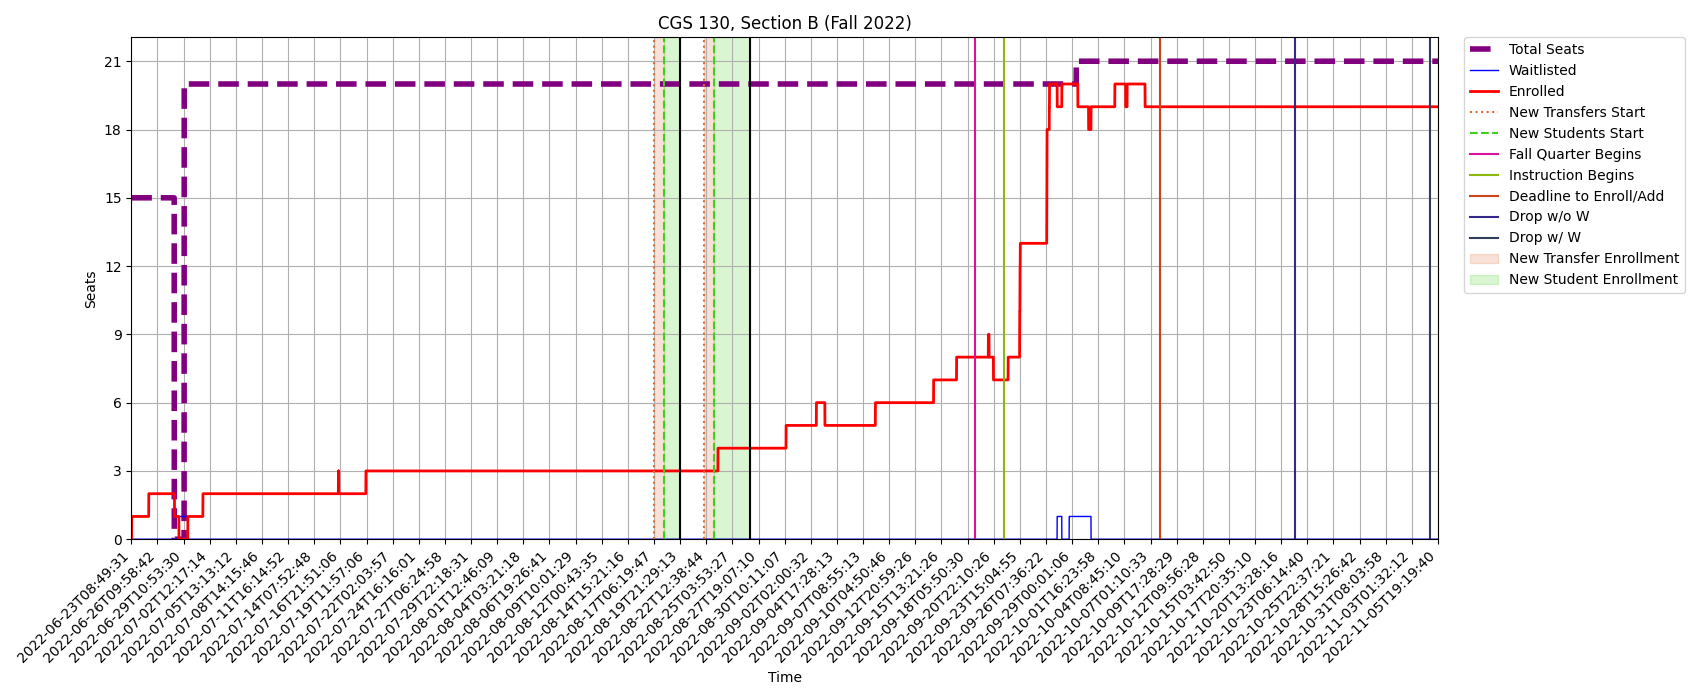 CGS 130, Section B (Fall 2022)
Seats
21
18
15
12
9
6
3
0
2022-06-23T08:49:31
2022-06-26T09:58:42
2022-06-29T10:53:30
2022-07-02T12:17:14
2022-07-05T13:13:12
2022-07-08T14:15:46
2022-07-11T16:14:52
2022-07-14T07:52:48
2022-07-16T21:51:06
2022-07-19T11:57:06
2022-07-22T02:03:57
2022-07-24T16:16:01
2022-07-27T06:24:58
2022-07-29T22:18:31
2022-08-01T12:46:09
2022-08-04T03:21:18
2022-08-06T19:26:41
2022-08-09T10:01:29
2022-08-12T00:43:35
2022-08-14T15:21:16
2022-08-17T06:19:47
2022-08-19T21:29:13
2022-08-22T12:38:44
2022-08-25T03:53:27
2022-08-27T19:07:10
2022-08-30T10:11:07
2022-09-02T02:00:32
2022-09-04T17:28:13
2022-09-07T08:55:13
2022-09-10T04:50:46
2022-09-12T20:59:26
2022-09-15T13:21:26
2022-09-18T05:50:30
2022-09-20T22:10:26
2022-09-23T15:04:55
2022-09-26T07:36:22
2022-09-29T00:01:06
2022-10-01T16:23:58
2022-10-04T08:45:10
2022-10-07T01:10:33
2022-10-09T17:28:29
2022-10-12T09:56:28
2022-10-15T03:42:50
2022-10-17T20:35:10
2022-10-20T13:28:16
2022-10-23T06:14:40
2022-10-25T22:37:21
2022-10-28T15:26:42
2022-10-31T08:03:58
2022-11-03T01:32:12
2022-11-05T19:19:40
Time
Total Seats
Waitlisted
Enrolled
New Transfers Start
New Students Start
Fall Quarter Begins
Instruction Begins
Deadline to Enroll/Add
Drop w/o W
Drop w/ W
New Transfer Enrollment
New Student Enrollment